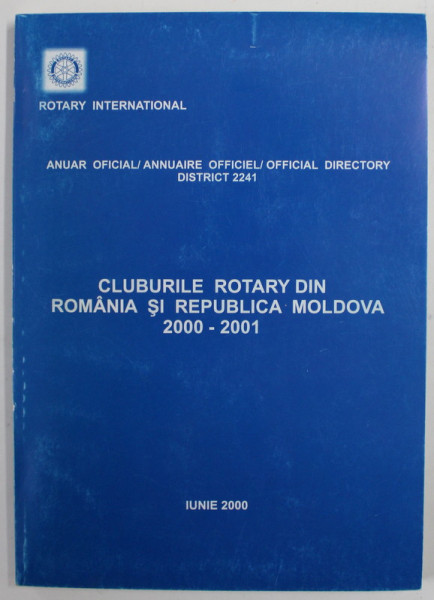 ROTARY INTERNATIONAL
ANUAR OFICIAL/ ANNUAIRE OFFICIEL/ OFFICIAL DIRECTORY
DISTRICT 2241
CLUBURILE ROTARY DIN
ROMÂNIA ŞI REPUBLICA MOLDOVA
2000 - 2001
IUNIE 2000